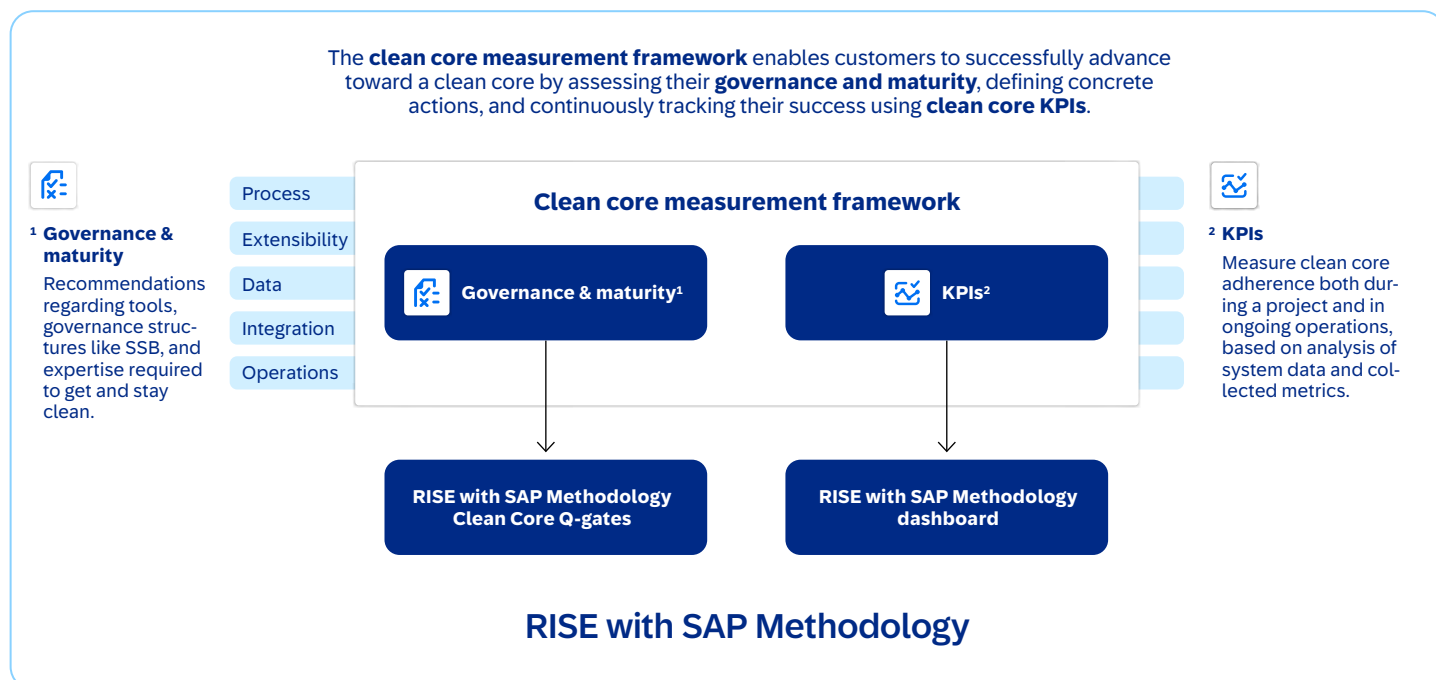 The clean core measurement framework enables customers to successfully advance
toward a clean core by assessing their governance and maturity, defining concrete
actions, and continuously tracking their success using clean core KPIs.
¹ Governance &
maturity
Recommendations
regarding tools,
governance struc-
tures like SSB, and
expertise required
to get and stay
clean.
Process
Extensibility
Data
Integration
Operations
Clean core measurement framework
Governance & maturity¹
KPIs²
RISE with SAP Methodology
Clean Core Q-gates
RISE with SAP Methodology
dashboard
² KPIs
Measure clean core
adherence both dur-
ing a project and in
ongoing operations,
based on analysis of
system data and col-
lected metrics.
RISE with SAP Methodology